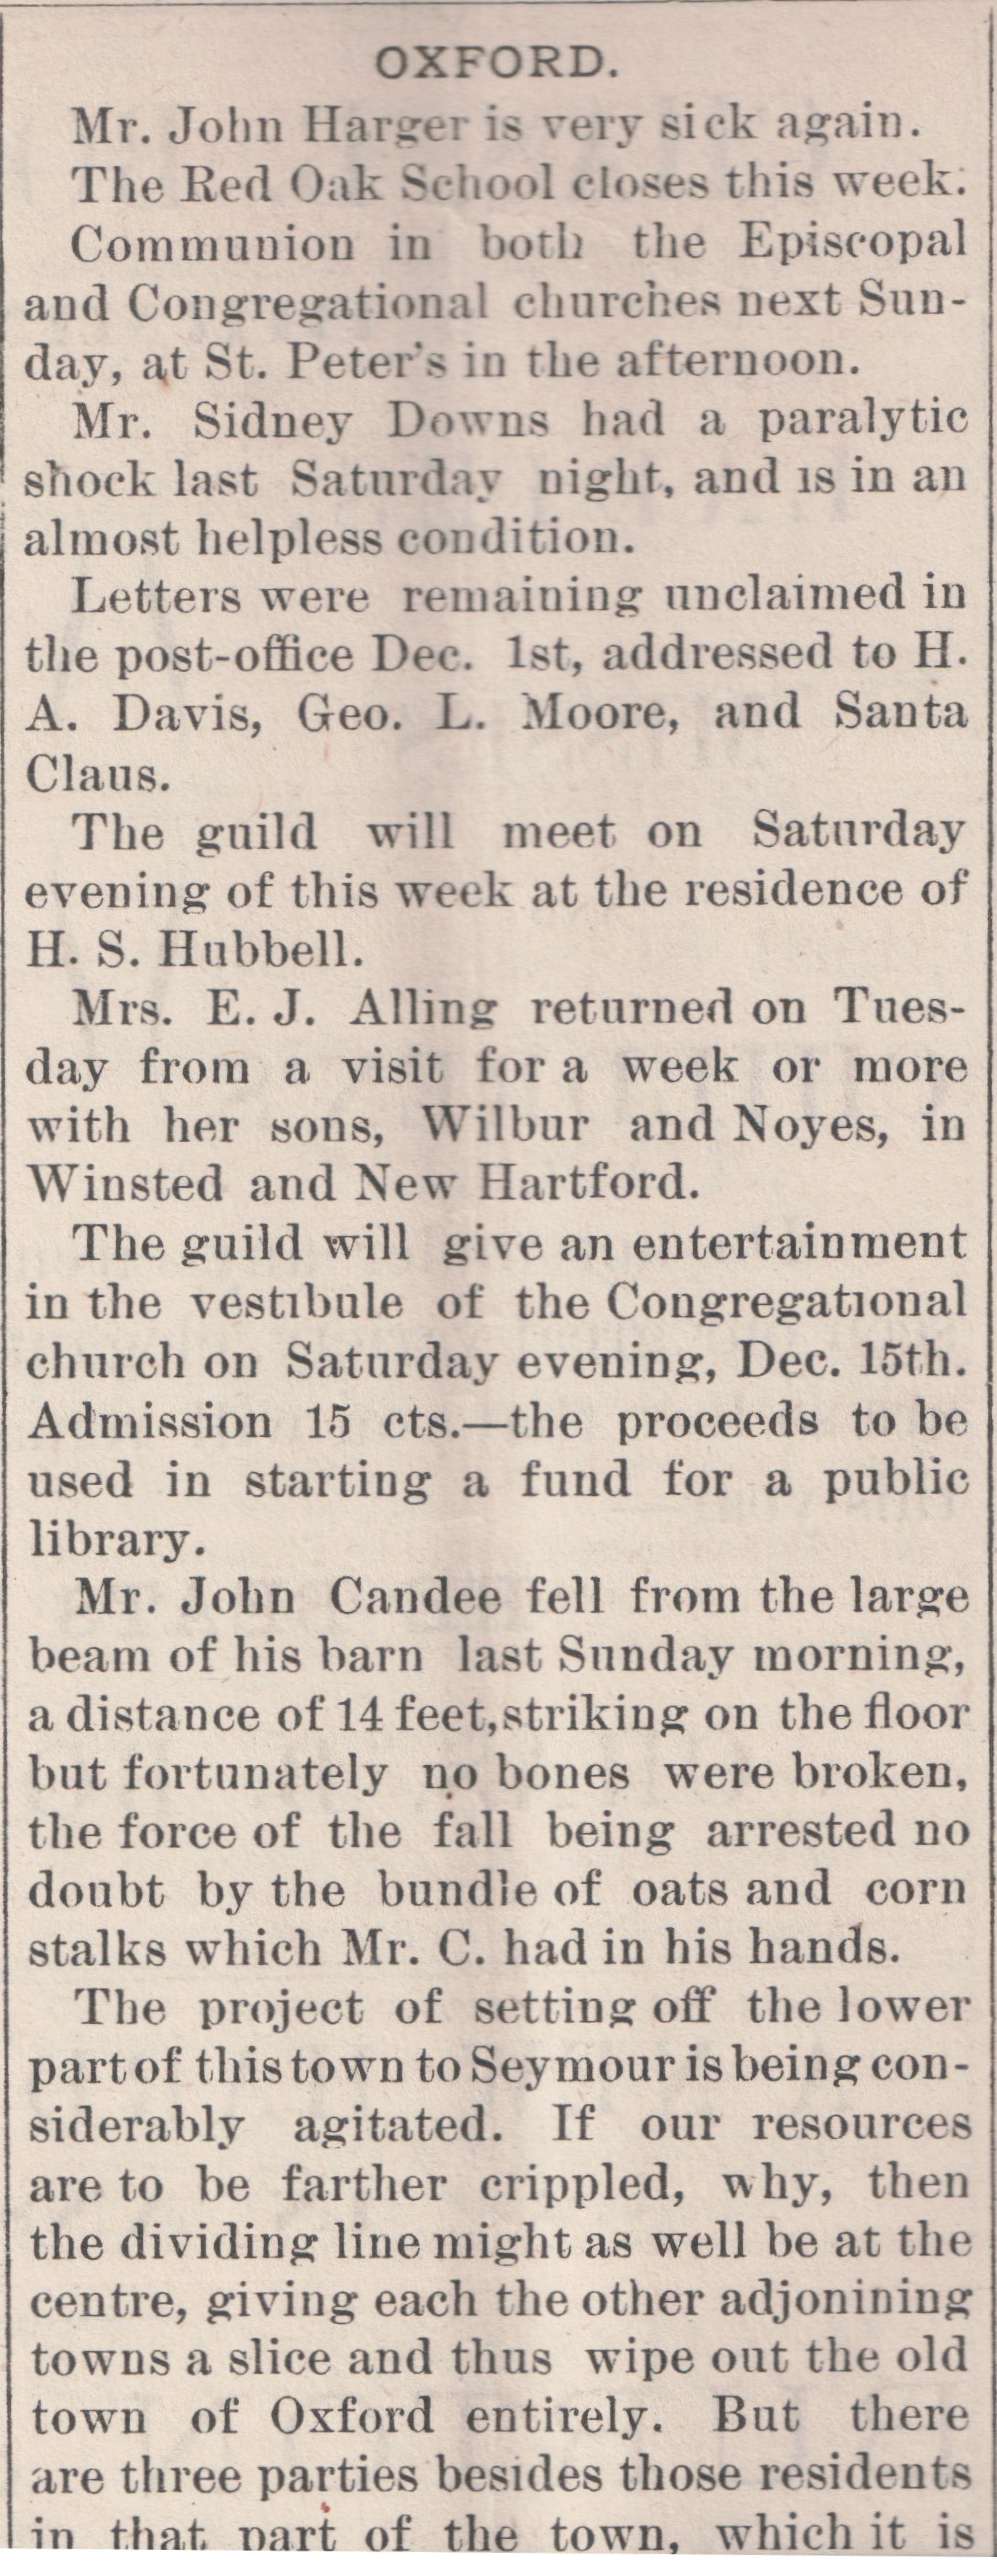 OXFORD.
Mr. John Harger is very sick again.
The Red Oak School closes this week.
Communion in both the Episcopal
and Congregational churches next Sun-
day, at St. Peter's in the afternoon.
Mr. Sidney Downs had a paralytic
shock last Saturday night, and is in an
almost helpless condition.
Letters were remaining unclaimed in
the post-office Dec. 1st, addressed to H.
A. Davis, Geo. L. Moore, and Santa
Claus.
The guild will meet on Saturday
evening of this week at the residence of
H. S. Hubbell.
Mrs. E. J. Alling returned on Tues-
day from a visit for a week or more
with her sons, Wilbur and Noyes, in
Winsted and New Hartford.
The guild will give an entertainment
in the vestibule of the Congregational
church on Saturday evening, Dec. 15th.
Admission 15 cts.—the proceeds to be
used in starting a fund for a public
library.
Mr. John Candee fell from the large
beam of his barn last Sunday morning,
a distance of 14 feet,striking on the floor
but fortunately no bones were broken,
the force of the fall being arrested no
doubt by the bundle of oats and corn
stalks which Mr. C. had in his hands.
The project of setting off the lower
part of this town to Seymour is being con-
siderably agitated. If our resources
are to be farther crippled, why, then
the dividing line might as well be at the
centre, giving each the other adjonining
towns a slice and thus wipe out the old
town of Oxford entirely. But there
are three parties besides those residents
in that part of the town, which it is